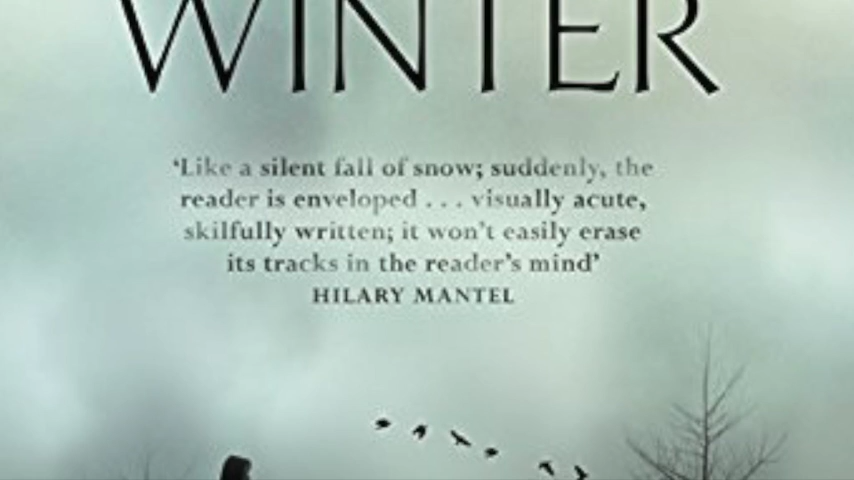 WINTER
‘Like a silent fall of snow; suddenly, the
reader is enveloped . . . visually acute,
skilfully written; it won’t easily erase
its tracks in the reader’s mind’
HILARY MANTEL